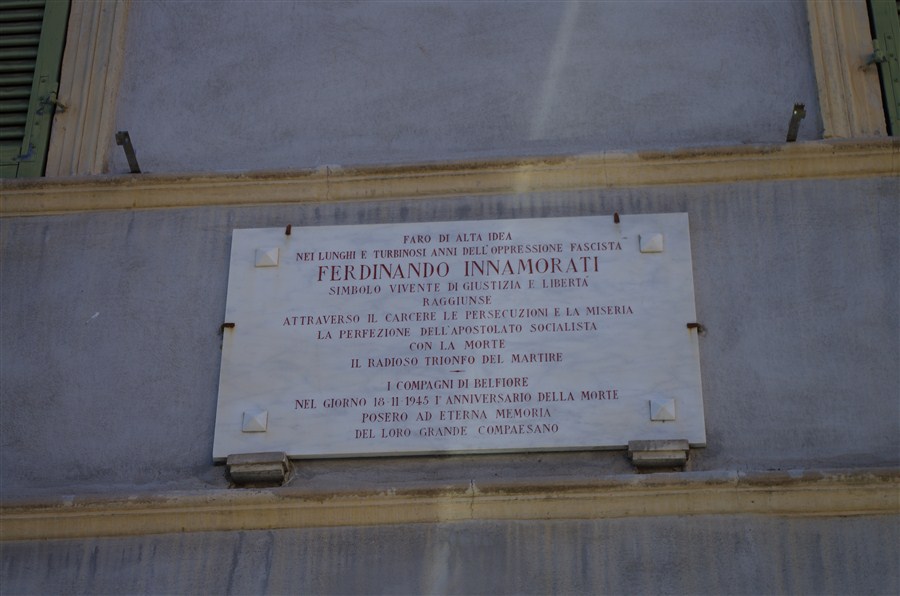 FARO DI ALTA IDEA
NEI LUNGHI E TURBINOSI ANNI DELL'OPPRESSIONE FASCISTA
FERDINANDO INNAMORATI
SIMBOLO VIVENTE DI GIUSTIZIA E LIBERTA'
RAGGIUNSE
ATTRAVERSO IL CARCERE LE PERSECUZIONI E LA MISERIA
LA PERFEZIONE DELL'APOSTOLATO SOCIALISTA
CON LA MORTE
IL RADIOSO TRIONFO DEL MARTIRE
I COMPAGNI DI BELFIORE
NEL GIORNO 18-11-1945 I° ANNIVERSARIO DELLA MORTE
POSERO AD ETERNA MEMORIA
DEL LORO GRANDE COMPAESANO